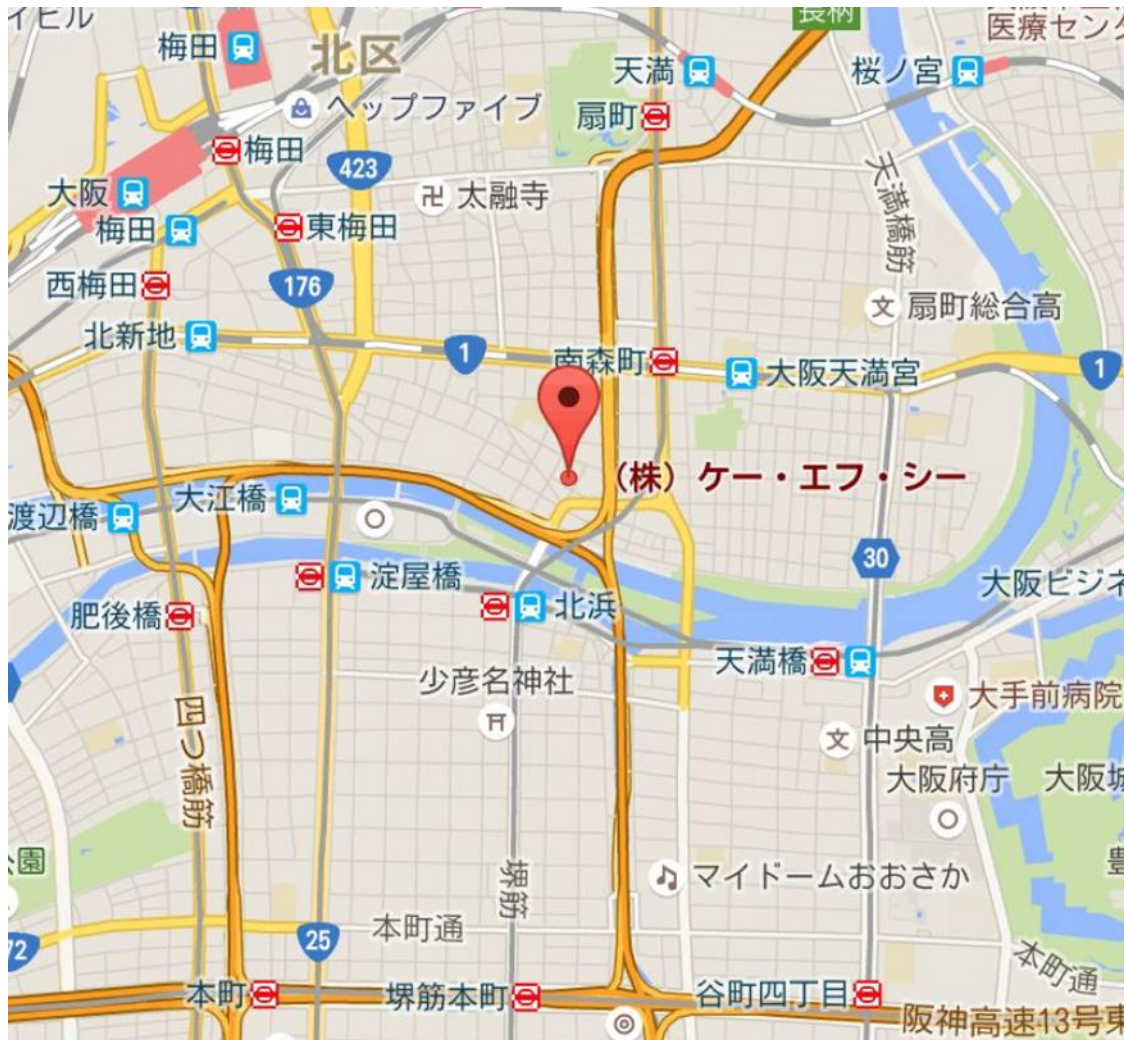 イビル
長柄
医療センタ
梅田
北区
天満
桜ノ宮
ヘップファイブ
扇町
梅田
423
大阪
卍 太融寺
天満橋筋
梅田
東梅田
西梅田
176
文 扇町総合高
北新地
1
南森町
大阪天満宮
1
(株) ケー・エフ・シー
大江橋
渡辺橋
30
淀屋橋
大阪ビジネ
肥後橋
北浜
天満橋
少彦名神社
大手前病院
四つ橋筋
文 中央高
大阪府庁
大阪城
公園
堺筋
マイドームおおさか
豊
本町通
25
72
本町通
本町
堺筋本町
谷町四丁目
阪神高速13号東